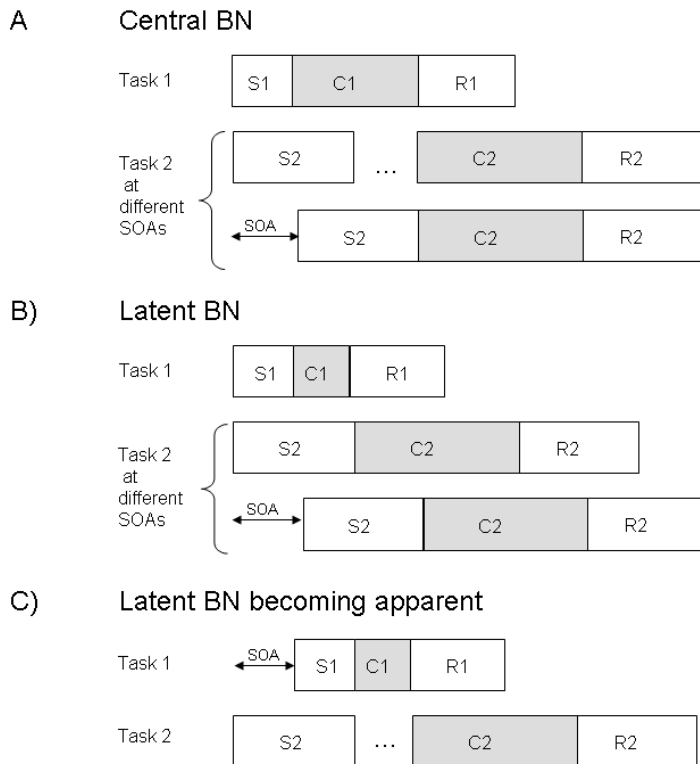 A Central BN
Task 1 S1 C1 R1
Task 2
at
different
SOAs
S2 ... C2 R2
SOA S2 C2 R2
B) Latent BN
Task 1 S1 C1 R1
Task 2
at
different
SOAs
S2 C2 R2
SOA S2 C2 R2
C) Latent BN becoming apparent
Task 1 SOA S1 C1 R1
Task 2 S2 ... C2 R2